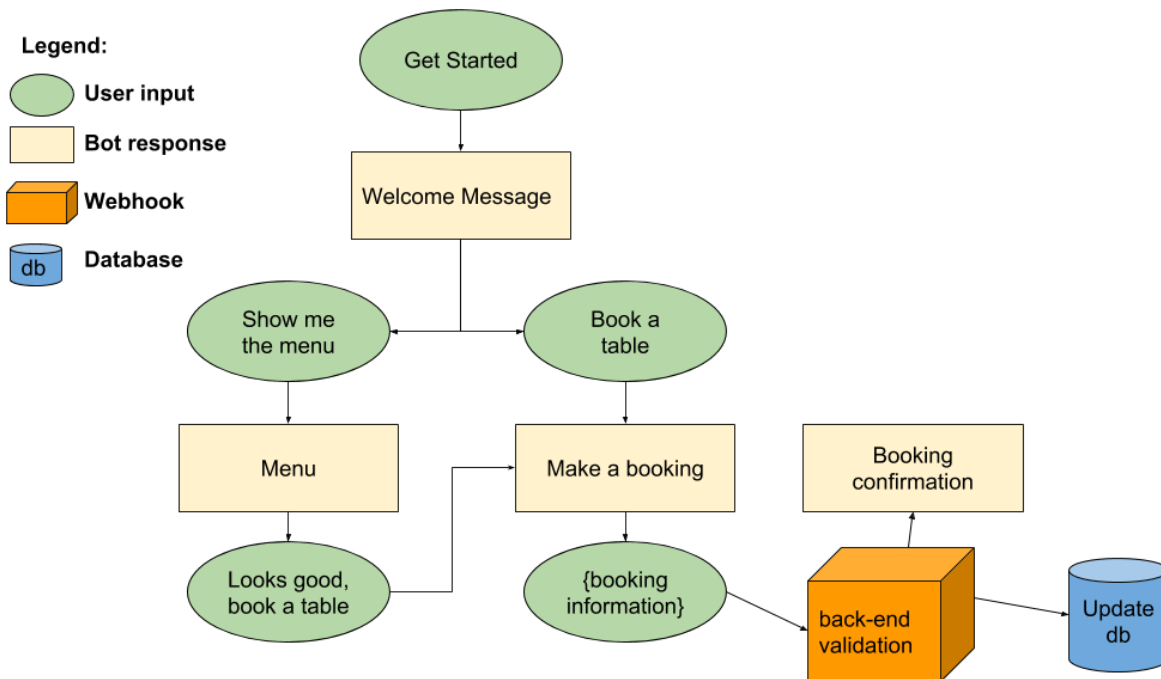 Legend:
User input
Bot response
Webhook
db
Database
Get Started
Welcome Message
Show me
the menu
Book a
table
Menu
Make a booking
Booking
confirmation
Looks good,
book a table
{booking
information}
back-end
validation
Update
db